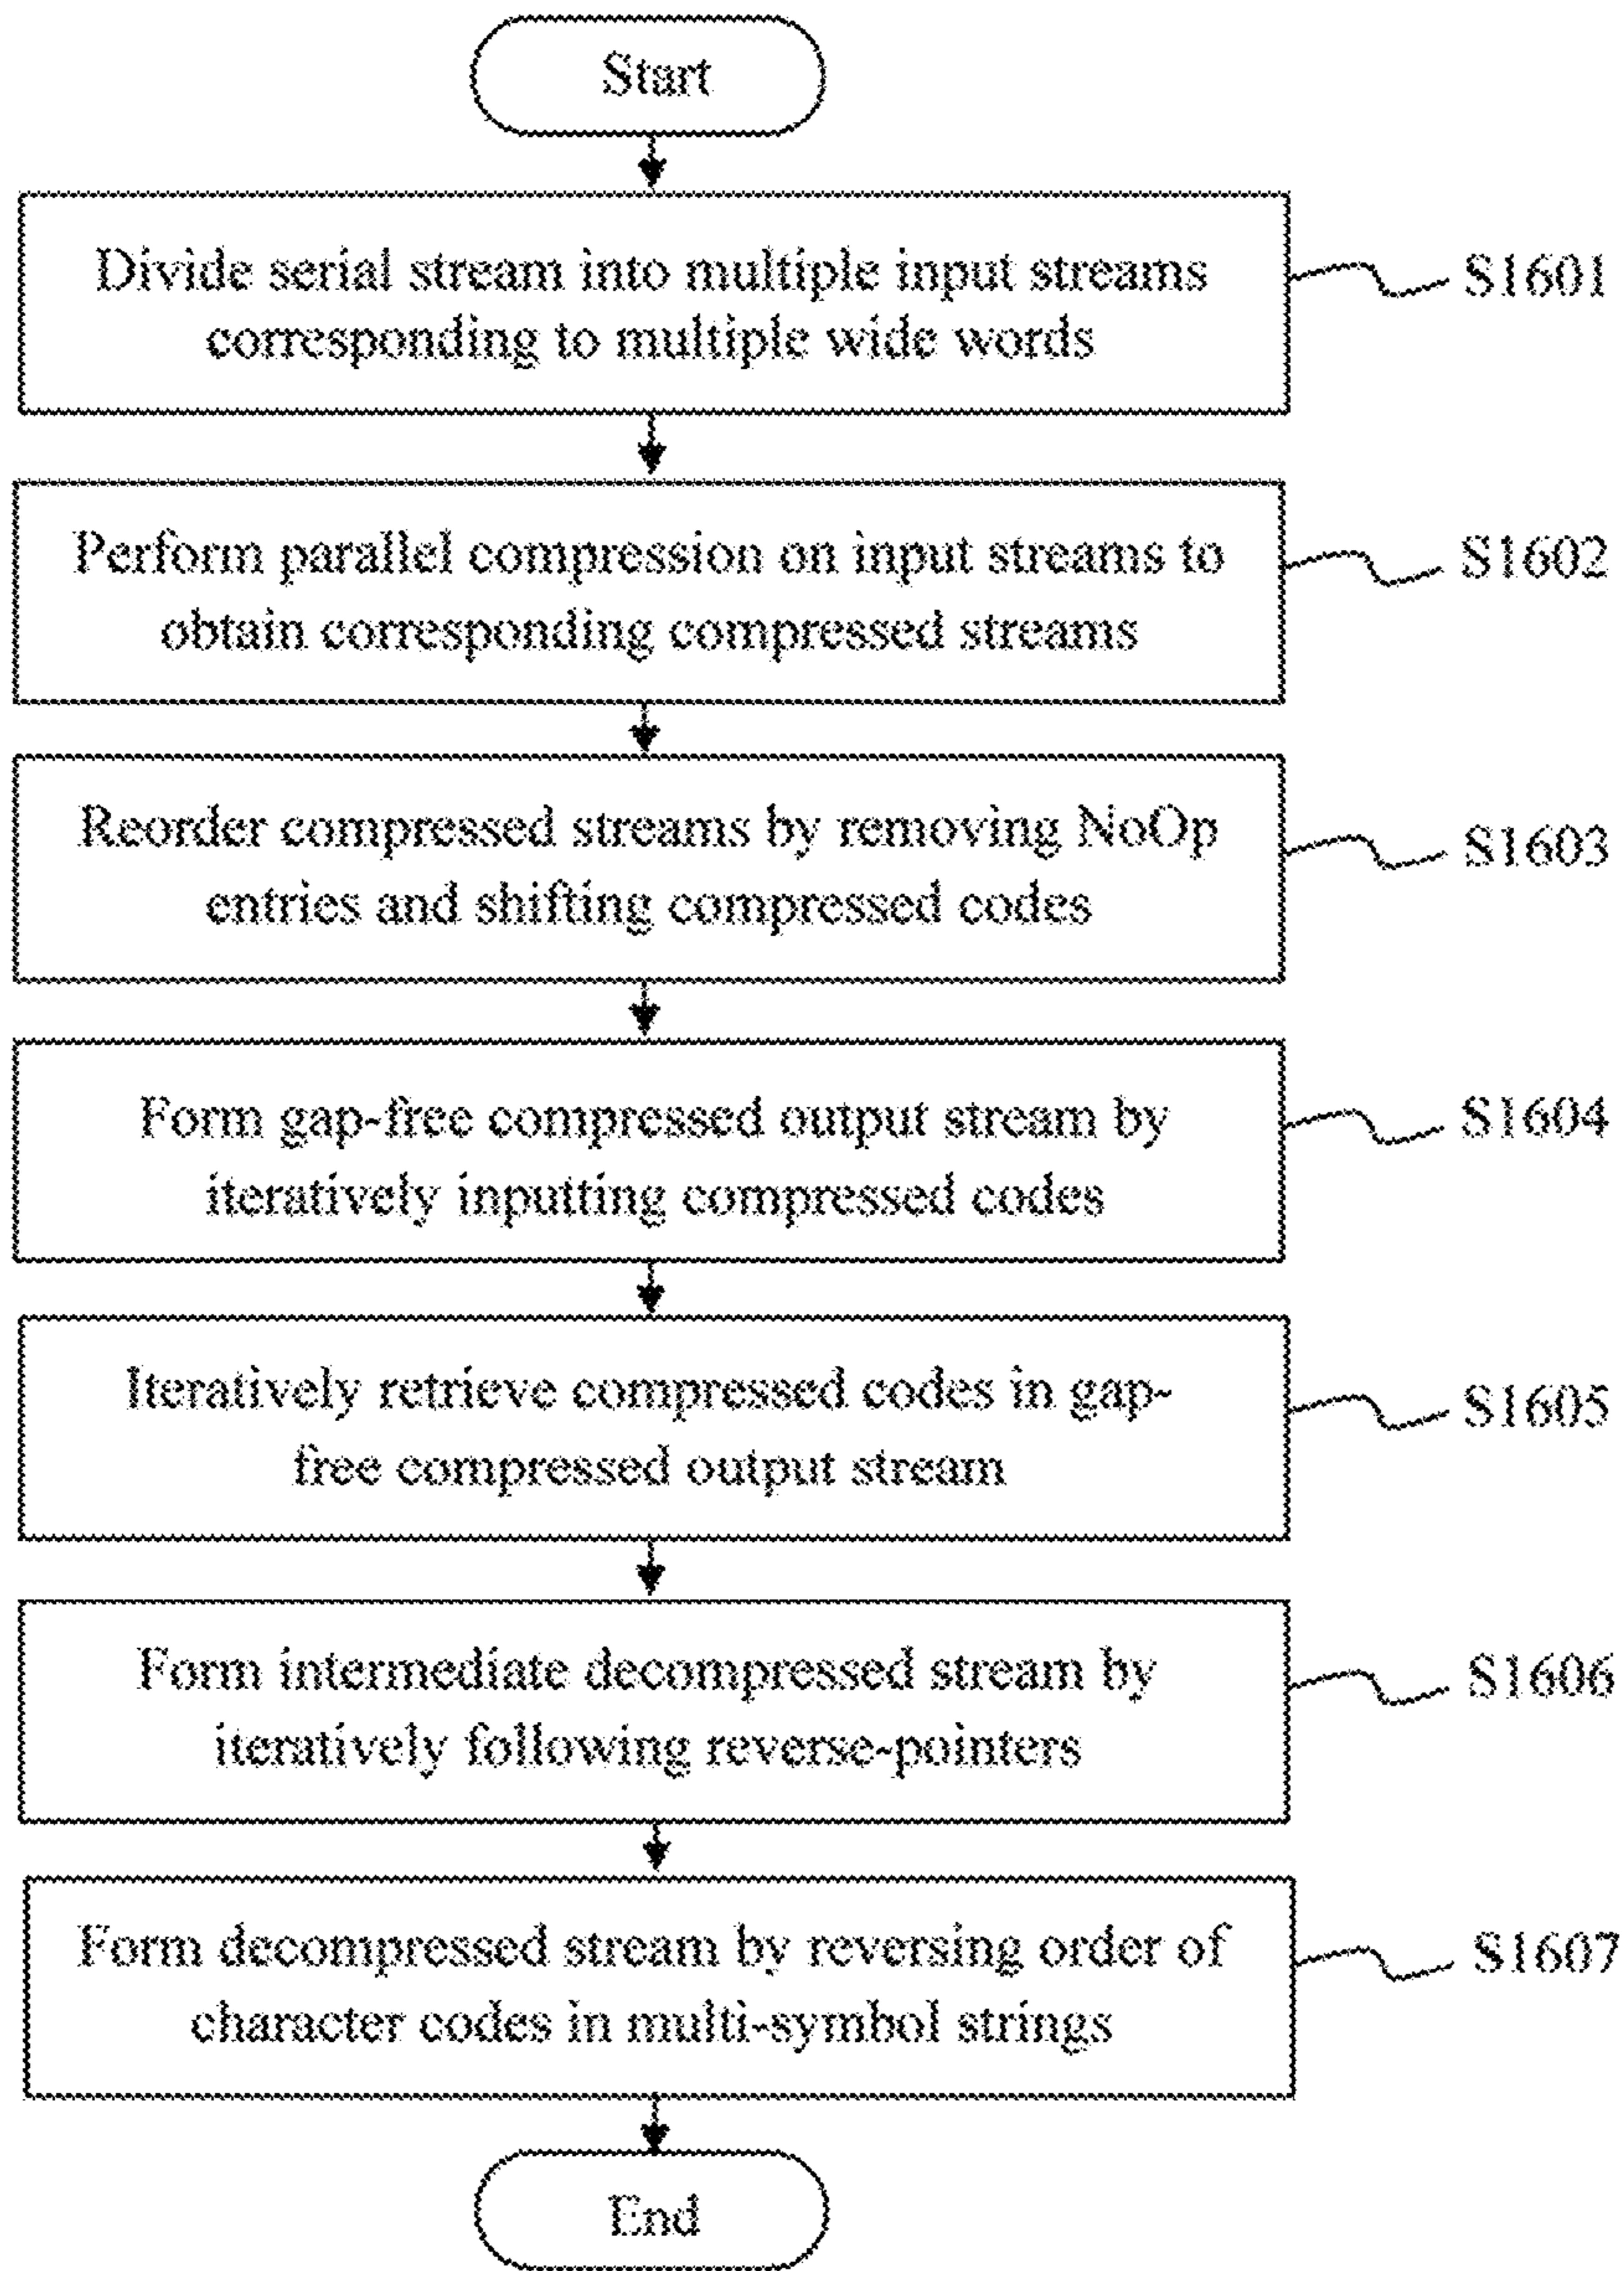 Start
Divide serial stream into multiple input streams
corresponding to multiple wide words
S1601
Perform parallel compression on input streams to
obtain corresponding compressed streams
S1602
Reorder compressed streams by removing NoOp
entries and shifting compressed codes
S1603
Form gap-free compressed output stream by
iteratively inputting compressed codes
S1604
Iteratively retrieve compressed codes in gap-
free compressed output stream
S1605
Form intermediate decompressed stream by
iteratively following reverse-pointers
S1606
Form decompressed stream by reversing order of
character codes in multi-symbol strings
S1607
End